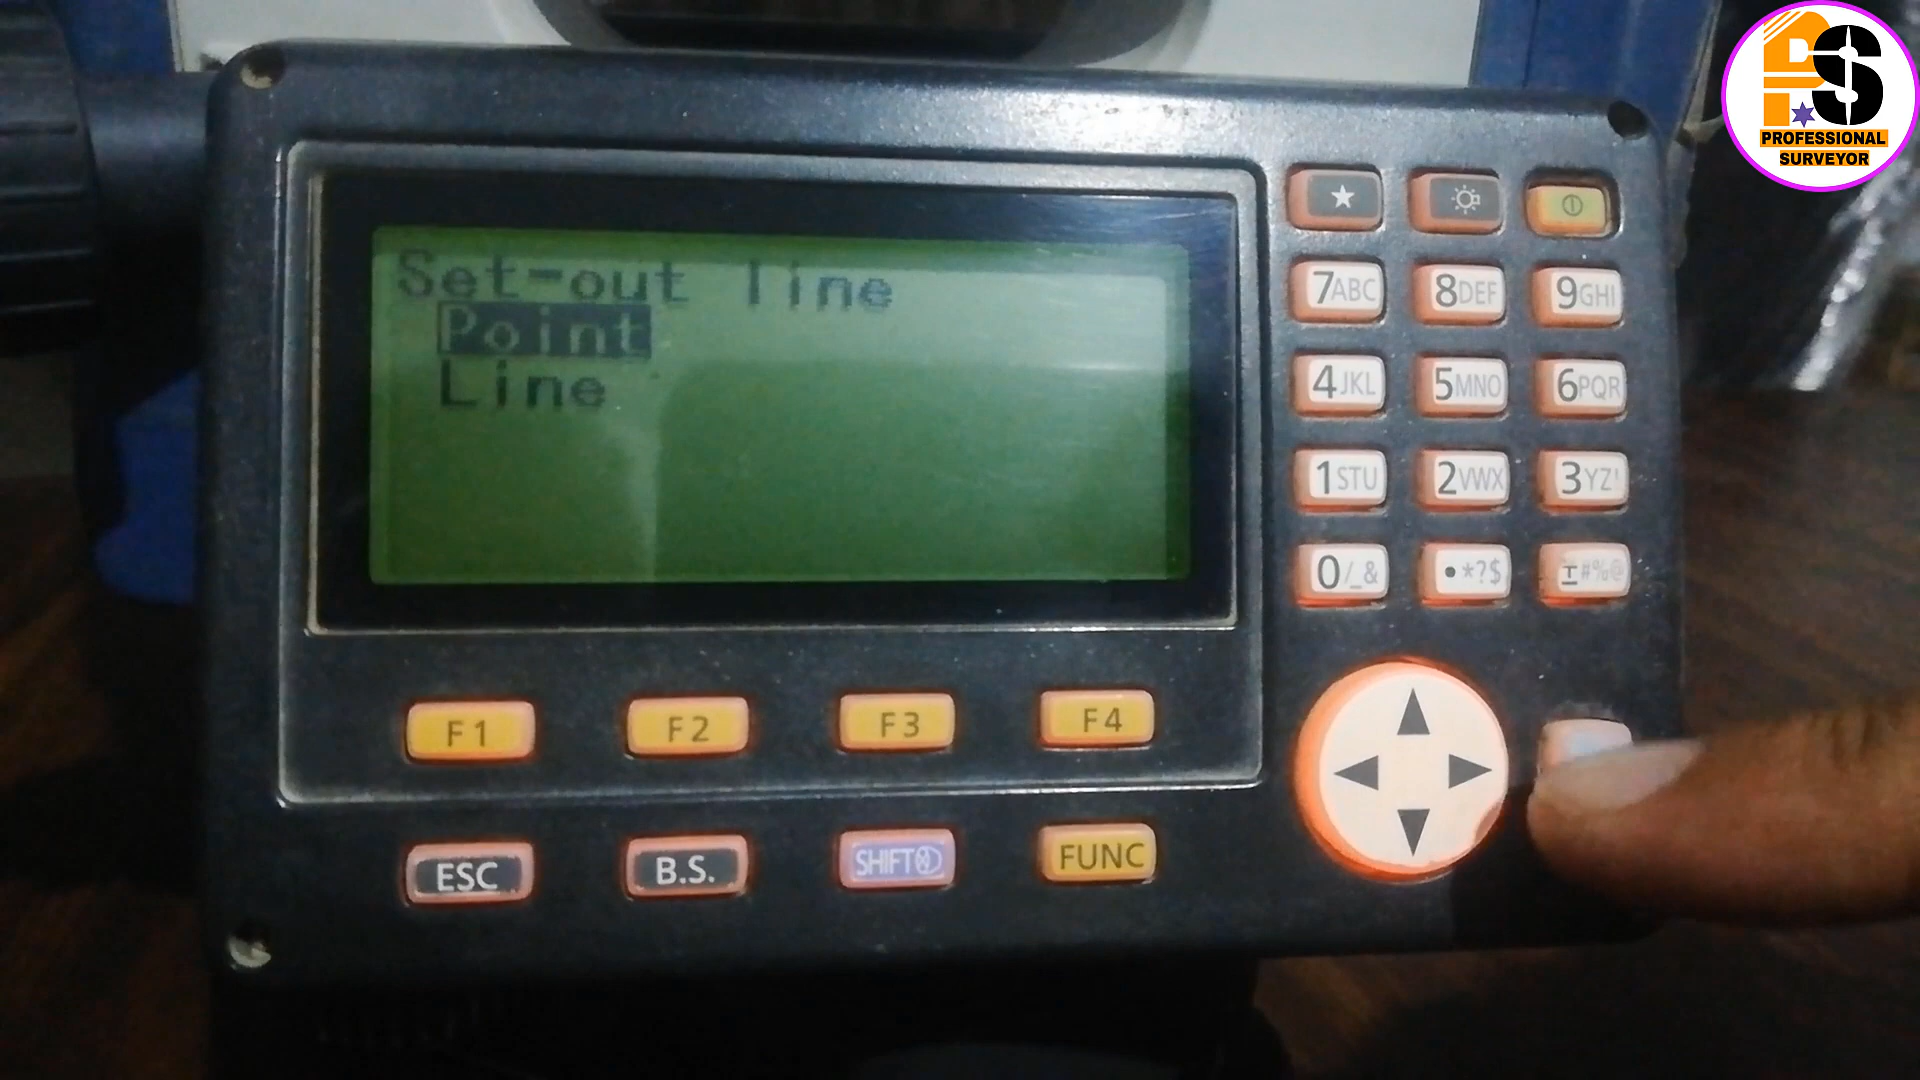 PS
PROFESSIONAL
SURVEYOR
Set-out line
Point
Line
★
7ABC 8DEF 9GHI
4JKL 5MNO 6PQR
1STU 2VWX 3YZ!
0/_& •*?$ ±#%@
F1 F2 F3 F4
ESC B.S. SHIFT FUNC